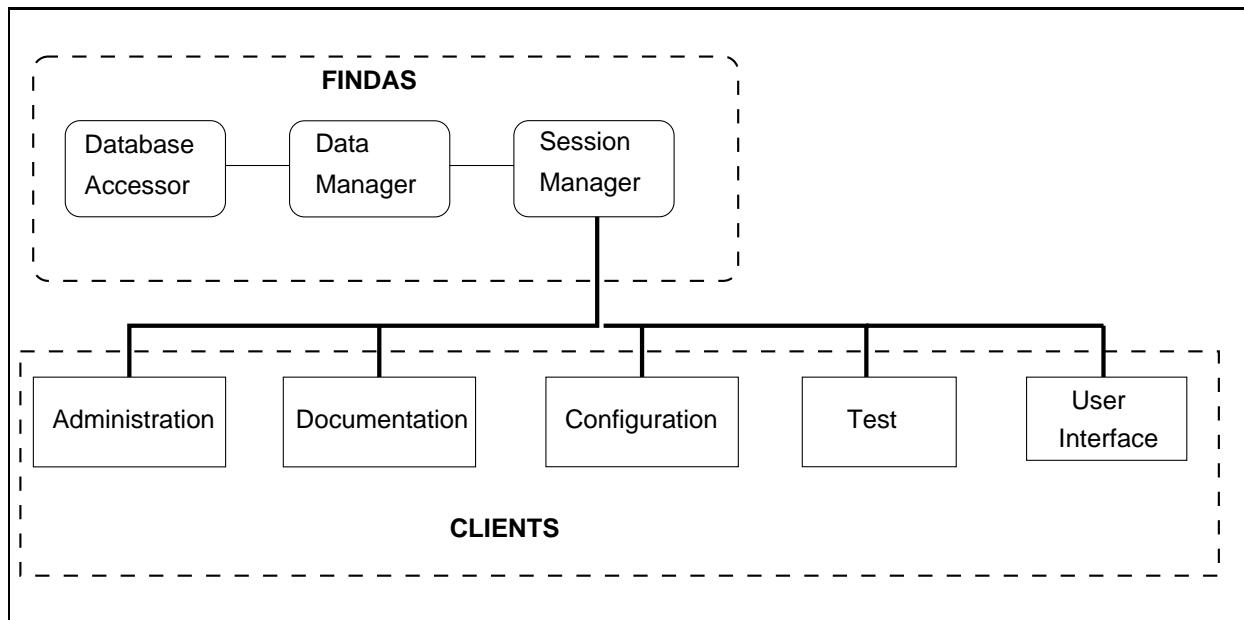 FINDAS
Database
Accessor
Data
Manager
Session
Manager
Administration
Documentation
Configuration
Test
User
Interface
CLIENTS